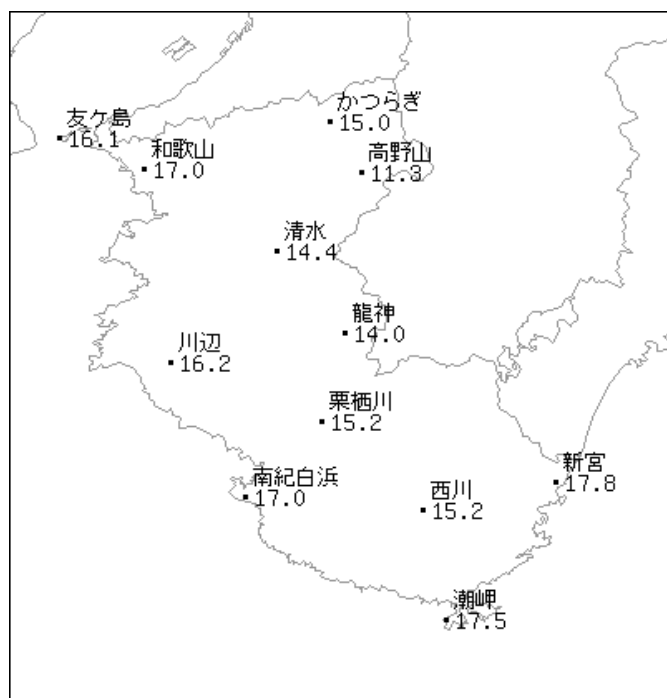 かつらぎ
15.0
友ケ島
16.1
和歌山
17.0
高野山
11.3
清水
14.4
龍神
14.0
川辺
16.2
栗栖川
15.2
新宮
17.8
南紀白浜
17.0
西川
15.2
潮岬
17.5